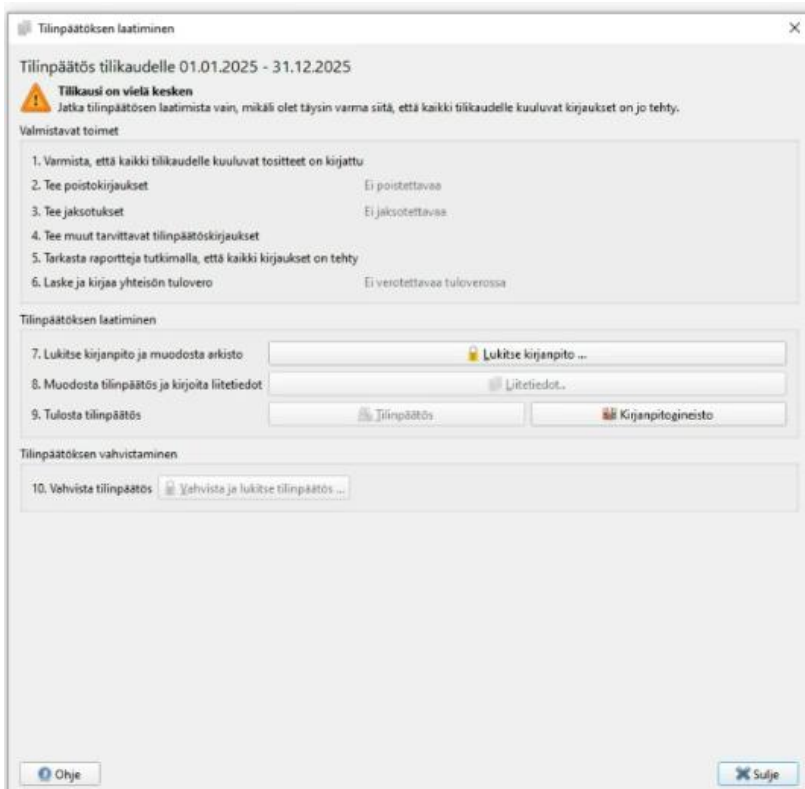 Tilinpäätöksen laatiminen
Tilinpäätös tilikaudelle 01.01.2025 - 31.12.2025
Tilikausi on vielä kesken
Jatka tilinpäätösen laatimista vain, mikäli olet täysin varma siitä, että kaikki tilikaudelle kuuluvat kirjaukset on jo tehty.
Valmistavat toimet
1. Varmista, että kaikki tilikaudelle kuuluvat tositteet on kirjattu
2. Tee poistokirjaukset Ei poistettavaa
3. Tee jaksotukset Ei jaksotettavaa
4. Tee muut tarvittavat tilinpäätöskirjaukset
5. Tarkasta raportteja tutkimalla, että kaikki kirjaukset on tehty
6. Laske ja kirjaa yhteisön tulovero Ei verotettavaa tuloverossa
Tilinpäätöksen laatiminen
7. Lukitse kirjanpito ja muodosta arkisto Lukitse kirjanpito ...
8. Muodosta tilinpäätös ja kirjoita liitetiedot Liitetiedot..
9. Tulosta tilinpäätös Tilinpäätös Kirjanpitogineisto
Tilinpäätöksen vahvistaminen
10. Vahvista tilinpäätös Vahvista ja lukitse tilinpäätös ...
Ohje Sulje